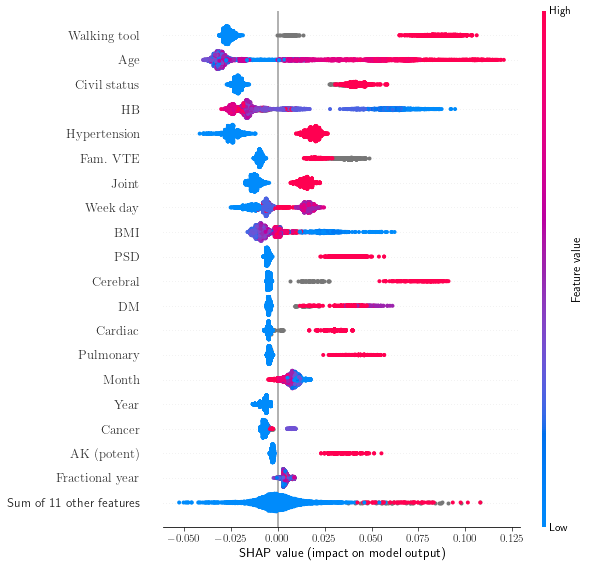 High
Walking tool
Age
Civil status
HB
Hypertension
Fam. VTE
Joint
Week day
BMI
PSD
Cerebral
DM
Cardiac
Pulmonary
Month
Year
Cancer
AK (potent)
Fractional year
Sum of 11 other features
Feature value
Low
−0.050 −0.025 0.000 0.025 0.050 0.075 0.100 0.125
SHAP value (impact on model output)